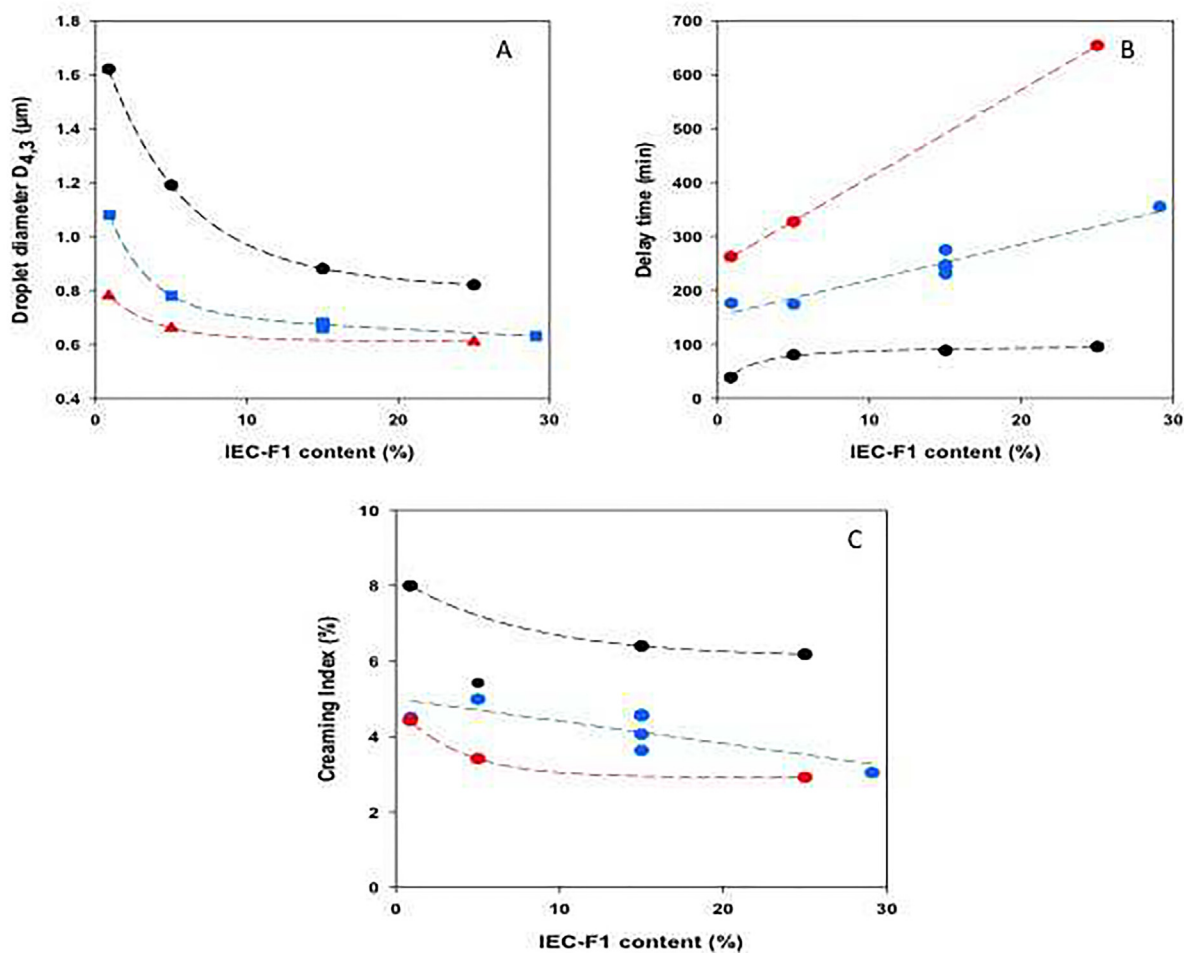 A
Droplet diameter D4,3 (µm)
1.8
1.6
1.4
1.2
1.0
0.8
0.6
0.4
0 10 20 30
IEC-F1 content (%)
B
Delay time (min)
700
600
500
400
300
200
100
0
0 10 20 30
IEC-F1 content (%)
C
Creaming Index (%)
10
8
6
4
2
0
0 10 20 30
IEC-F1 content (%)